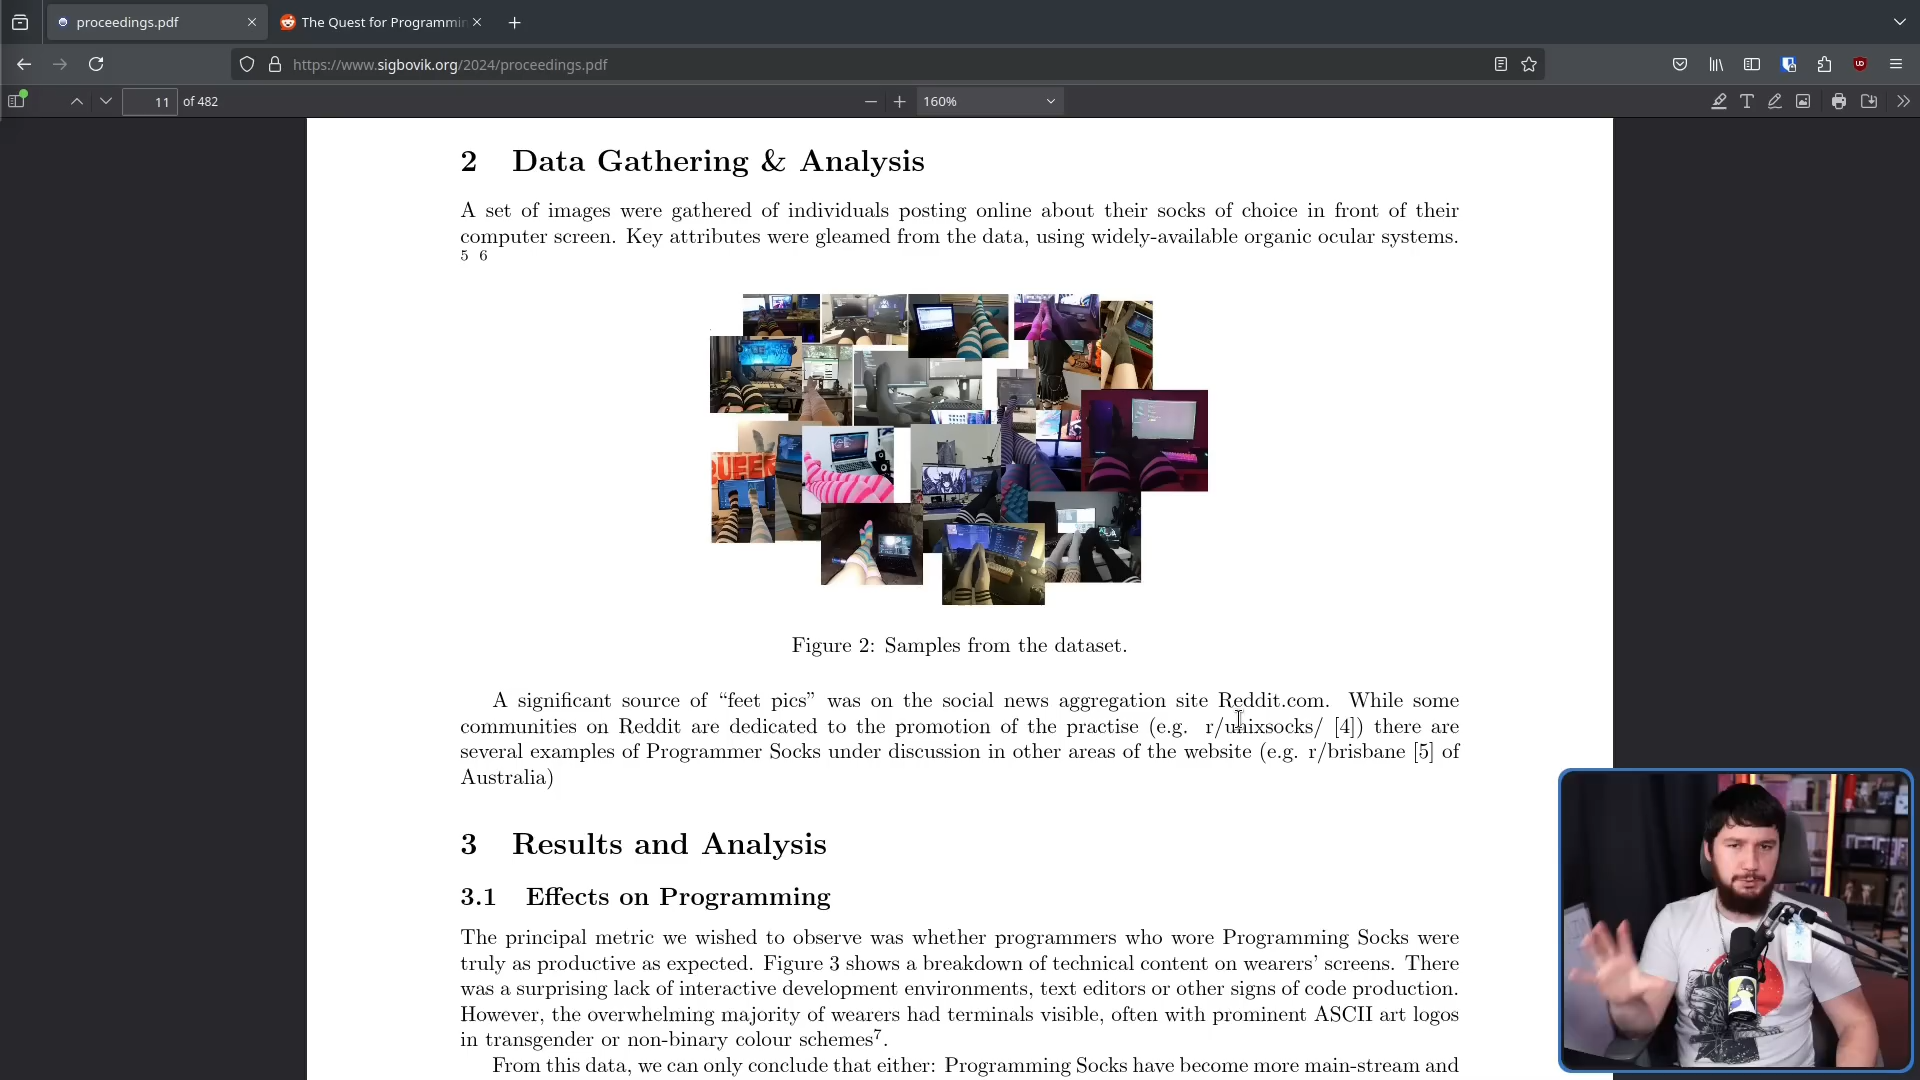 proceedings.pdf
The Quest for Programmin
https://www.sigbovik.org/2024/proceedings.pdf
11 of 482
160%
2 Data Gathering & Analysis
A set of images were gathered of individuals posting online about their socks of choice in front of their
computer screen. Key attributes were gleamed from the data, using widely-available organic ocular systems.
5 6
QUEER
Figure 2: Samples from the dataset.
A significant source of “feet pics” was on the social news aggregation site Reddit.com. While some
communities on Reddit are dedicated to the promotion of the practise (e.g. r/unixsocks/ [4]) there are
several examples of Programmer Socks under discussion in other areas of the website (e.g. r/brisbane [5] of
Australia)
3 Results and Analysis
3.1 Effects on Programming
The principal metric we wished to observe was whether programmers who wore Programming Socks were
truly as productive as expected. Figure 3 shows a breakdown of technical content on wearers’ screens. There
was a surprising lack of interactive development environments, text editors or other signs of code production.
However, the overwhelming majority of wearers had terminals visible, often with prominent ASCII art logos
in transgender or non-binary colour schemes7.
From this data, we can only conclude that either: Programming Socks have become more main-stream and